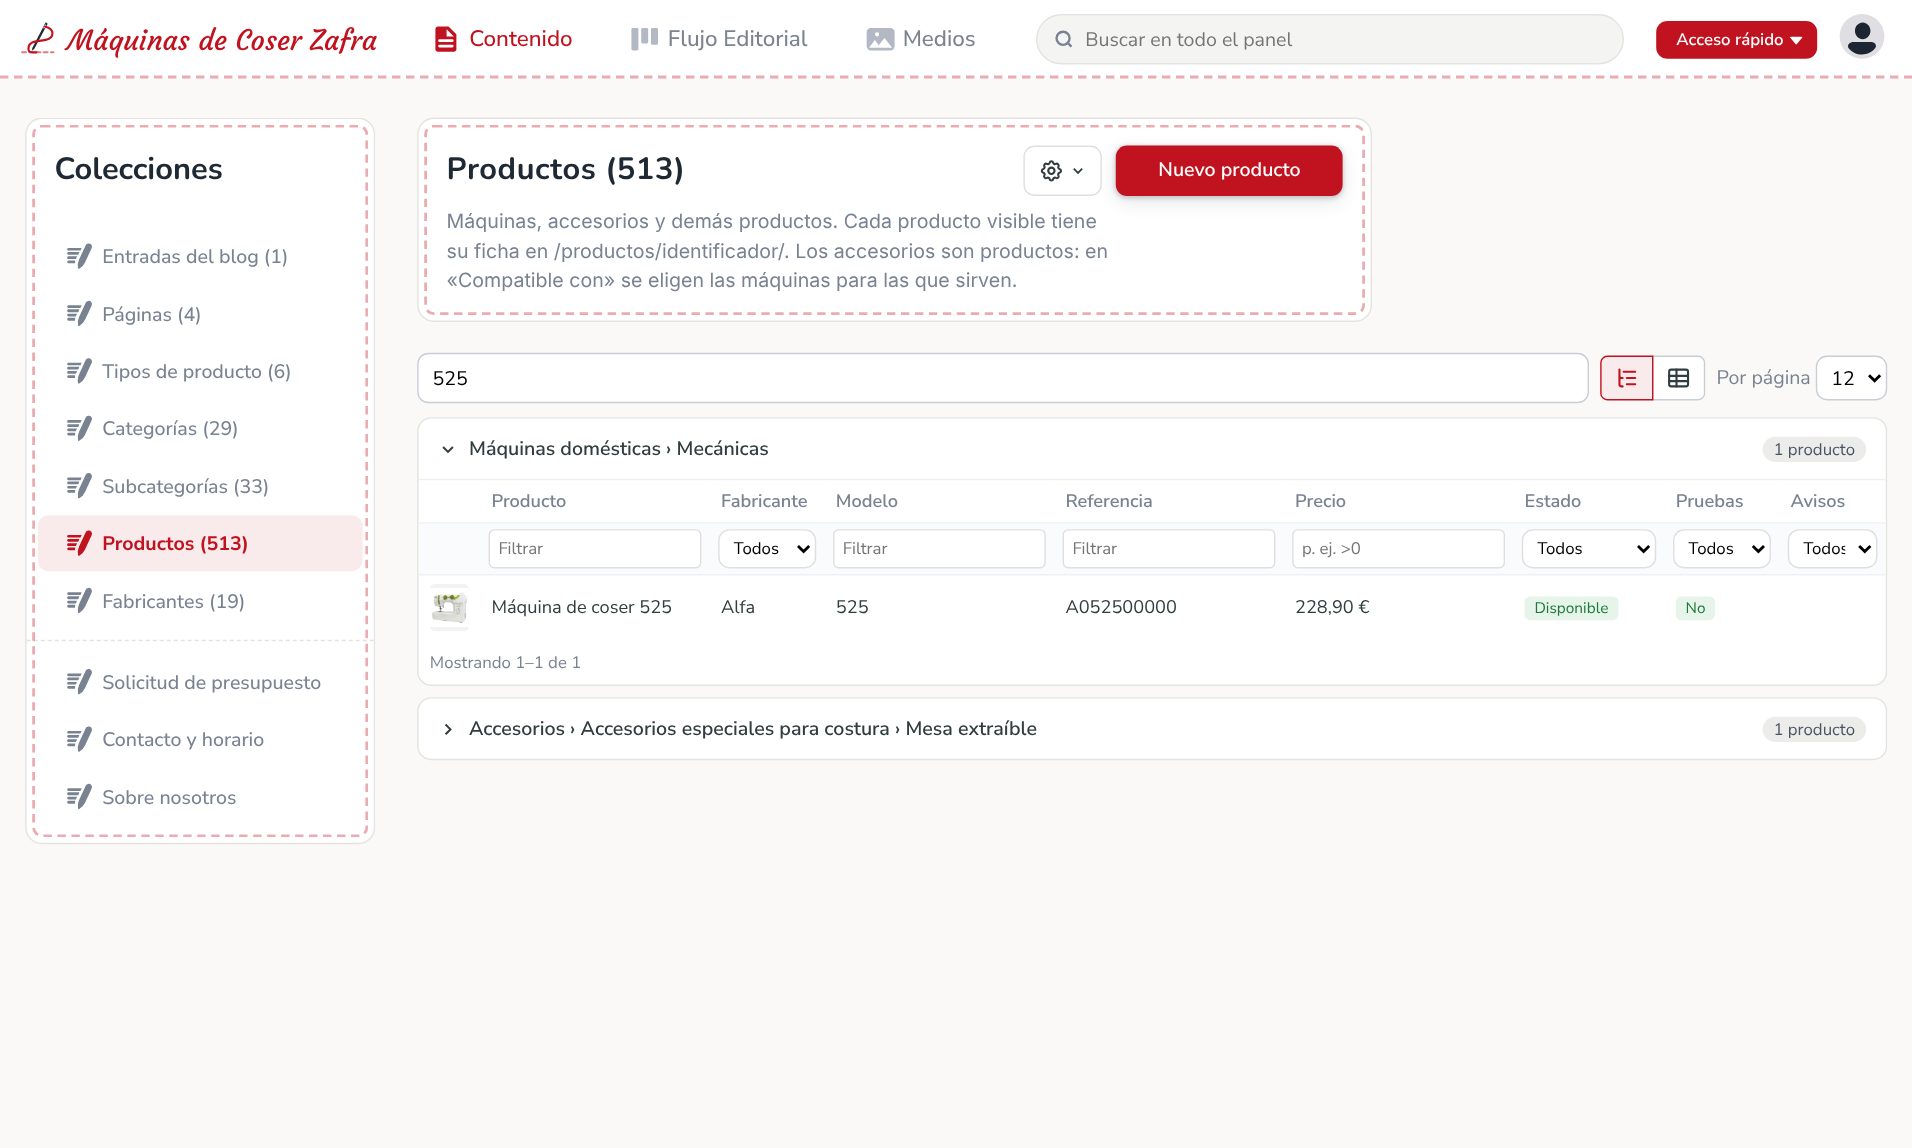 Máquinas de Coser Zafra
Contenido
Flujo Editorial
Medios
Buscar en todo el panel
Acceso rápido
Colecciones
Entradas del blog (1)
Páginas (4)
Tipos de producto (6)
Categorías (29)
Subcategorías (33)
Productos (513)
Fabricantes (19)
Solicitud de presupuesto
Contacto y horario
Sobre nosotros
Productos (513)
Nuevo producto
Máquinas, accesorios y demás productos. Cada producto visible tiene
su ficha en /productos/identificador/. Los accesorios son productos: en
«Compatible con» se eligen las máquinas para las que sirven.
525
Por página 12
Máquinas domésticas › Mecánicas
1 producto
Producto Fabricante Modelo Referencia Precio Estado Pruebas Avisos
Filtrar Todos Filtrar Filtrar p. ej. >0 Todos Todos Todos
Máquina de coser 525 Alfa 525 A052500000 228,90 € Disponible No
Mostrando 1–1 de 1
Accesorios › Accesorios especiales para costura › Mesa extraíble
1 producto